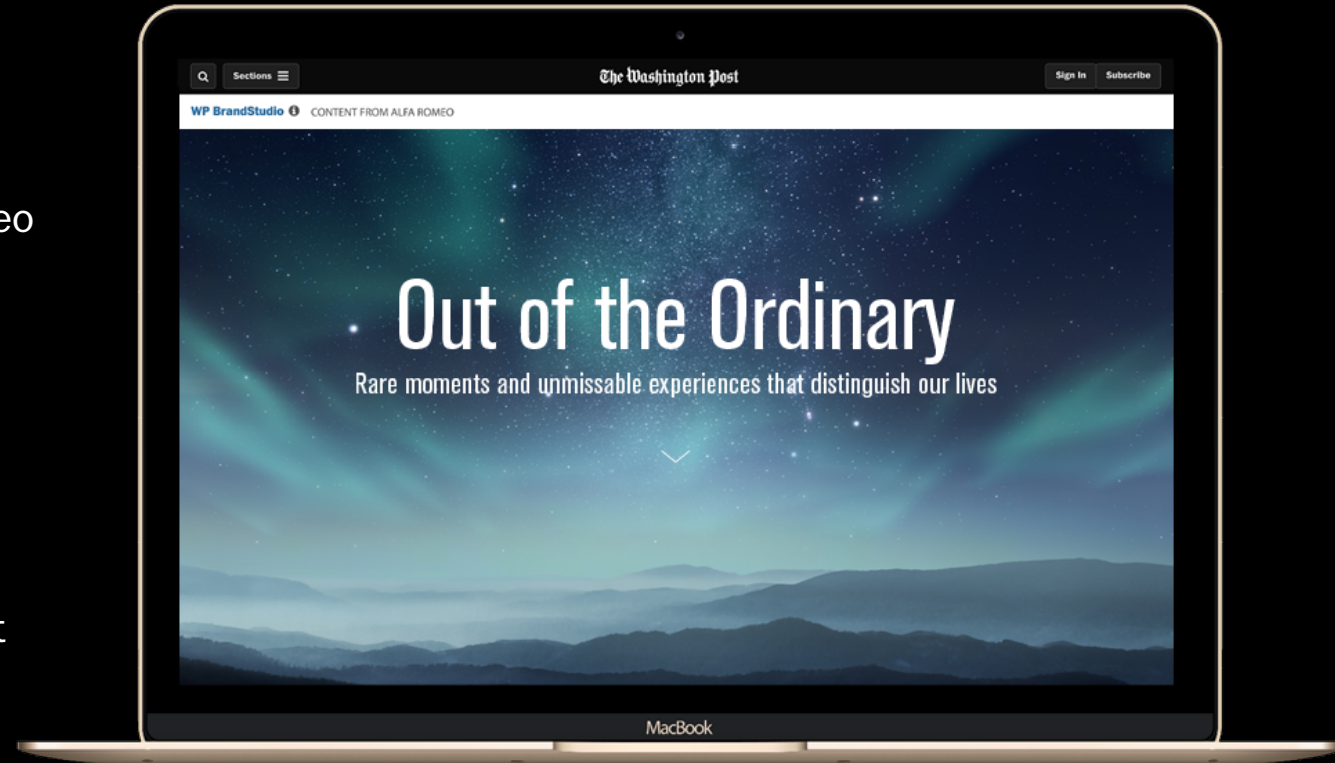 Sections
The Washington Post
Sign In
Subscribe
WP BrandStudio
CONTENT FROM ALFA ROMEO
eo
Out of the Ordinary
Rare moments and unmissable experiences that distinguish our lives
t
MacBook